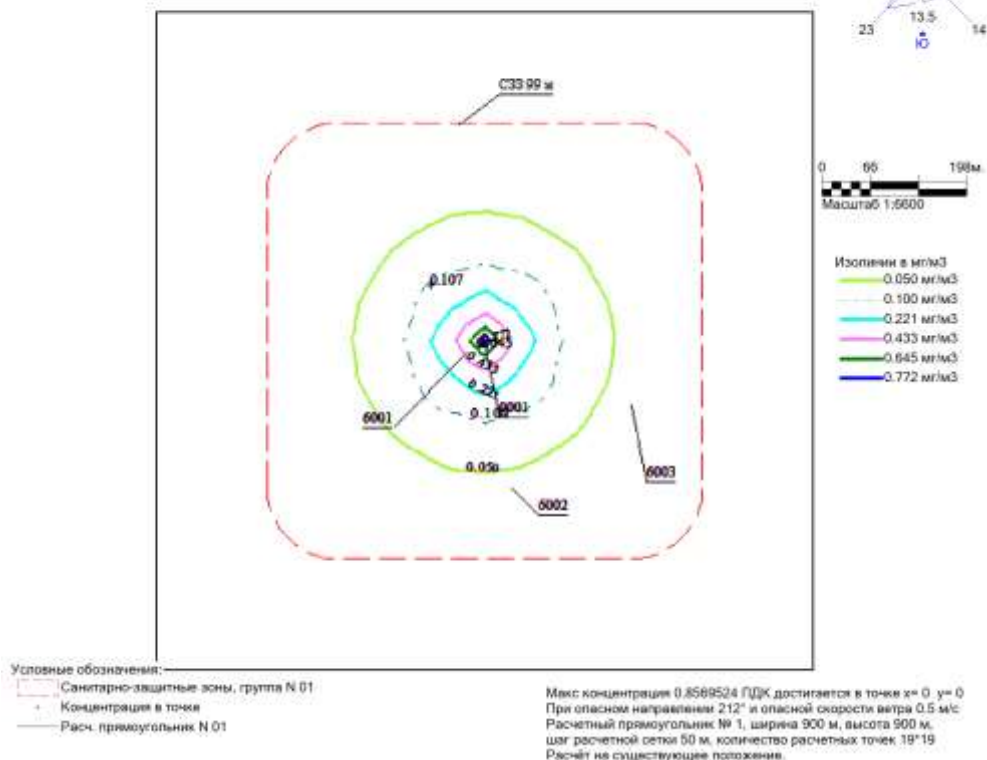 23
13.5
14
Ю
СЗЗ 99 м
0 66 198м.
Масштаб 1:6600
Изолинии в мг/м3
0.050 мг/м3
0.100 мг/м3
0.221 мг/м3
0.433 мг/м3
0.645 мг/м3
0.772 мг/м3
0.107
6001
0001
0.050
6003
6002
Условные обозначения:
Санитарно-защитные зоны, группа N 01
Концентрация в точке
Расч. прямоугольник N 01
Макс концентрация 0.8569524 ПДК достигается в точке x= 0 y= 0
При опасном направлении 212° и опасной скорости ветра 0.5 м/с
Расчетный прямоугольник № 1, ширина 900 м, высота 900 м,
шаг расчетной сетки 50 м, количество расчетных точек 19*19
Расчёт на существующее положение.